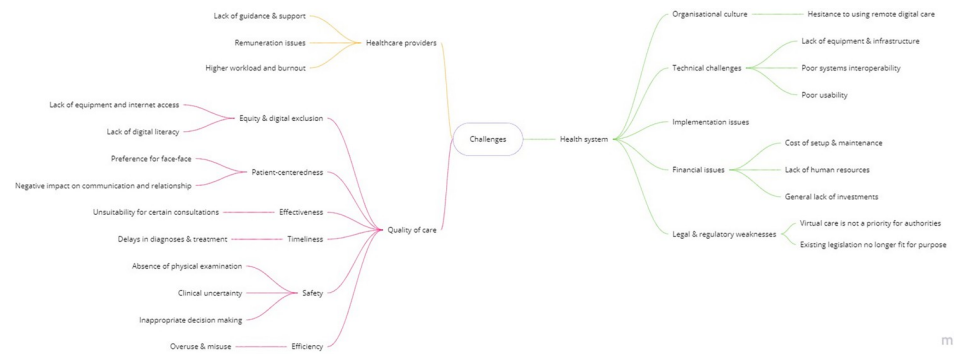 Challenges
Healthcare providers
Lack of guidance & support
Remuneration issues
Higher workload and burnout
Quality of care
Equity & digital exclusion
Lack of equipment and internet access
Lack of digital literacy
Patient-centeredness
Preference for face-face
Negative impact on communication and relationship
Effectiveness
Unsuitability for certain consultations
Timeliness
Delays in diagnoses & treatment
Safety
Absence of physical examination
Clinical uncertainty
Inappropriate decision making
Efficiency
Overuse & misuse
Health system
Organisational culture
Hesitance to using remote digital care
Technical challenges
Lack of equipment & infrastructure
Poor systems interoperability
Poor usability
Implementation issues
Financial issues
Cost of setup & maintenance
Lack of human resources
General lack of investments
Legal & regulatory weaknesses
Virtual care is not a priority for authorities
Existing legislation no longer fit for purpose
m